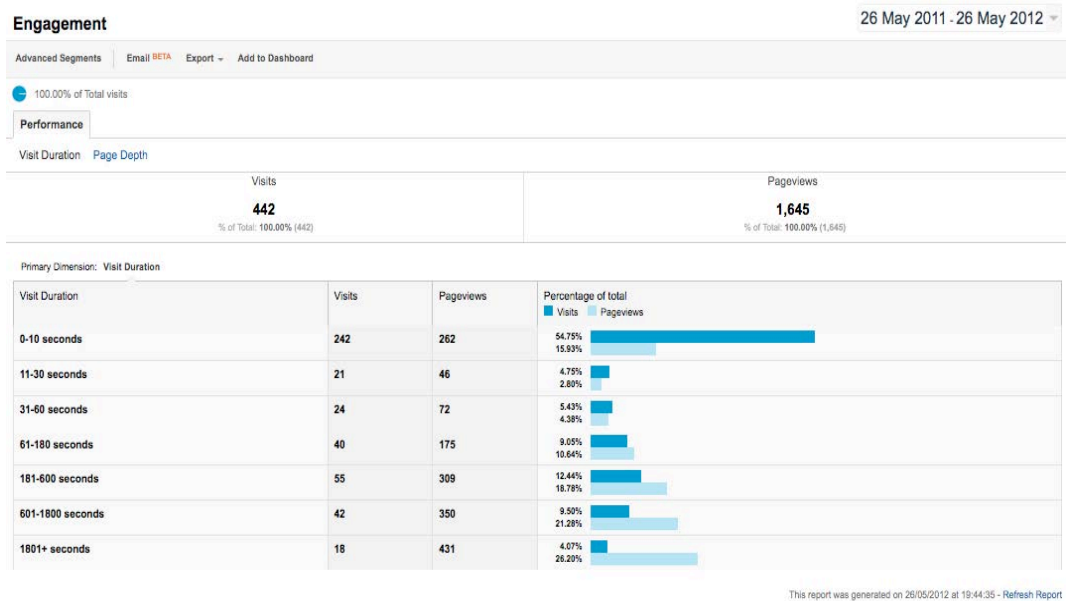 Engagement
26 May 2011 - 26 May 2012
Advanced Segments Email BETA Export Add to Dashboard
100.00% of Total visits
Performance
Visit Duration Page Depth
Visits Pageviews
442 1,645
% of Total: 100.00% (442) % of Total: 100.00% (1,645)
Primary Dimension: Visit Duration
Visit Duration Visits Pageviews Percentage of total
Visits Pageviews
0-10 seconds 242 262 54.75%
15.93%
11-30 seconds 21 46 4.75%
2.80%
31-60 seconds 24 72 5.43%
4.38%
61-180 seconds 40 175 9.05%
10.64%
181-600 seconds 55 309 12.44%
18.78%
601-1800 seconds 42 350 9.50%
21.28%
1801+ seconds 18 431 4.07%
26.20%
This report was generated on 26/05/2012 at 19:44:35 - Refresh Report